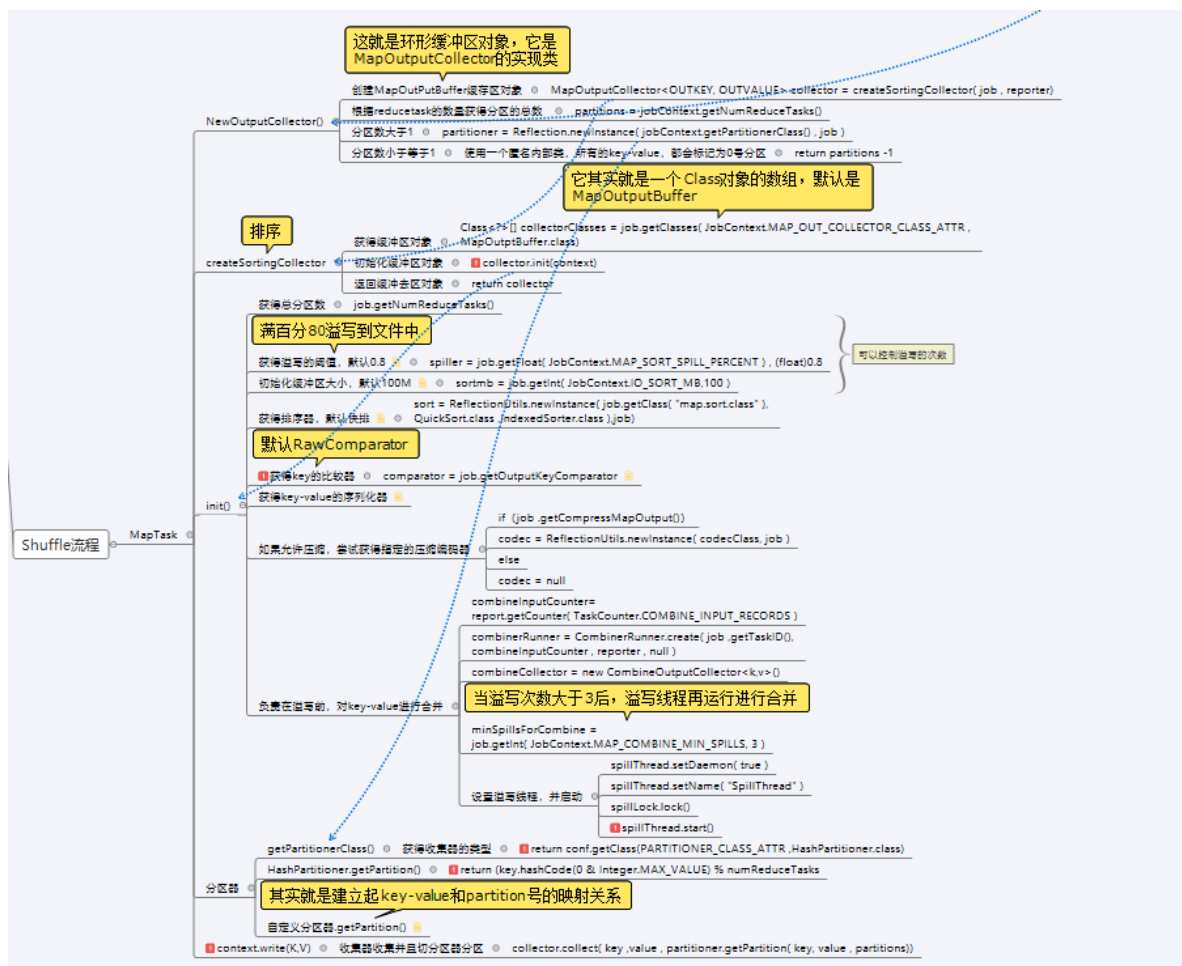 这就是环形缓冲区对象，它是
MapOutputCollector的实现类
创建MapOutPutBuffer缓存区对象 MapOutputCollector<OUTKEY, OUTVALUE> collector = createSortingCollector( job , reporter)
根据reducetask的数量获得分区的总数 partitions = jobContext.getNumReduceTasks()
NewOutputCollector()
分区数大于1 partitioner = Reflection.newInstance( jobContext.getPartitionerClass() , job )
分区数小于等于1 使用一个匿名内部类，所有的key-value，都会标记为0号分区 return partitions -1
它其实就是一个 Class对象的数组，默认是
MapOutputBuffer
排序
Class<?>[] collectorClasses = job.getClasses( JobContext.MAP_OUT_COLLECTOR_CLASS_ATTR ,
获得缓冲区对象 MapOutptBuffer.class)
createSortingCollector
初始化缓冲区对象 collector.init(context)
返回缓冲去区对象 return collector
获得总分区数 job.getNumReduceTasks()
满百分80溢写到文件中
获得溢写的阈值，默认0.8 spiller = job.getFloat( JobContext.MAP_SORT_SPILL_PERCENT ) , (float)0.8
可以控制溢写的次数
初始化缓冲区大小，默认100M sortmb = job.getInt( JobContext.IO_SORT_MB,100 )
sort = ReflectionUtils.newInstance( job.getClass( "map.sort.class" ),
获得排序器，默认快排 QuickSort.class ,IndexedSorter.class ),job)
默认RawComparator
获得key的比较器 comparator = job.getOutputKeyComparator
获得key-value的序列化器
init()
如果允许压缩，尝试获得指定的压缩编码器
if (job .getCompressMapOutput())
codec = ReflectionUtils.newInstance( codecClass, job )
else
codec = null
Shuffle流程
MapTask
combineInputCounter=
report.getCounter( TaskCounter.COMBINE_INPUT_RECORDS )
combinerRunner = CombinerRunner.create( job ,getTaskID(),
combineInputCounter , reporter , null )
combineCollector = new CombineOutputCollector<k,v>()
当溢写次数大于3后，溢写线程再运行进行合并
负责在溢写前，对key-value进行合并
minSpillsForCombine =
job.getInt( JobContext.MAP_COMBINE_MIN_SPILLS, 3 )
设置溢写线程，并启动
spillThread.setDaemon( true )
spillThread.setName( "SpillThread" )
spillLock.lock()
spillThread.start()
getPartitionerClass() 获得收集器的类型 return conf.getClass(PARTITIONER_CLASS_ATTR ,HashPartitioner.class)
HashPartitioner.getPartition() return (key.hashCode(0 & Integer.MAX_VALUE) % numReduceTasks
分区器
其实就是建立起key-value和partition号的映射关系
自定义分区器.getPartition()
context.write(K,V) 收集器收集并且切分区器分区 collector.collect( key ,value , partitioner.getPartition( key, value , partitions))